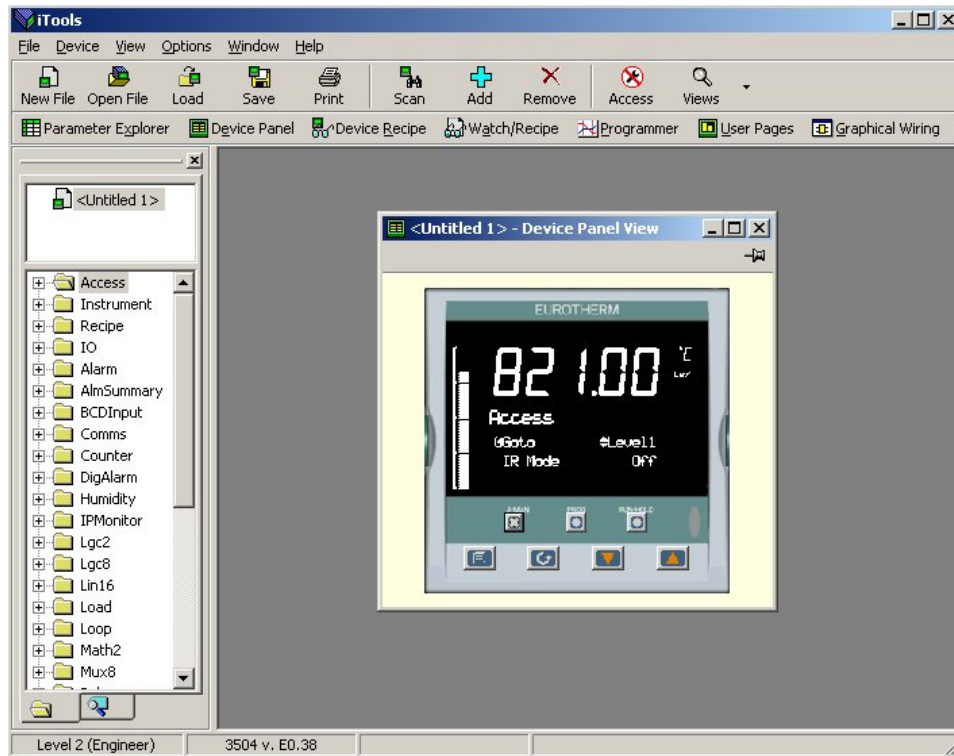 iTools
File Device View Options Window Help
New File Open File Load Save Print Scan Add Remove Access Views
Parameter Explorer Device Panel Device Recipe Watch/Recipe Programmer User Pages Graphical Wiring
<Untitled 1>
Access
Instrument
Recipe
IO
Alarm
AlmSummary
BCDInput
Comms
Counter
DigAlarm
Humidity
IPMonitor
Lgc2
Lgc8
Lin16
Load
Loop
Math2
Mux8
<Untitled 1> - Device Panel View
EUROTHERM
821.00 °C
Access
Goto Level1
IR Mode Off
PROG RUN/HOLD
Level 2 (Engineer) 3504 v. E0.38